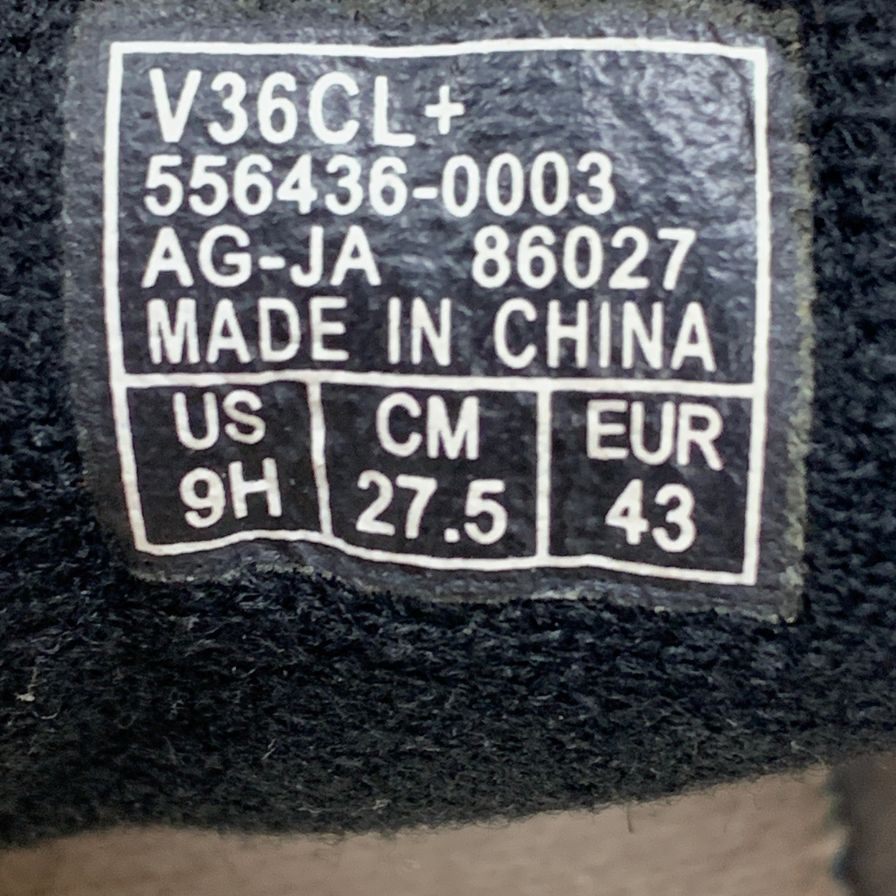 V36CL+
556436-0003
AG-JA 86027
MADE IN CHINA
US CM EUR
9H 27.5 43